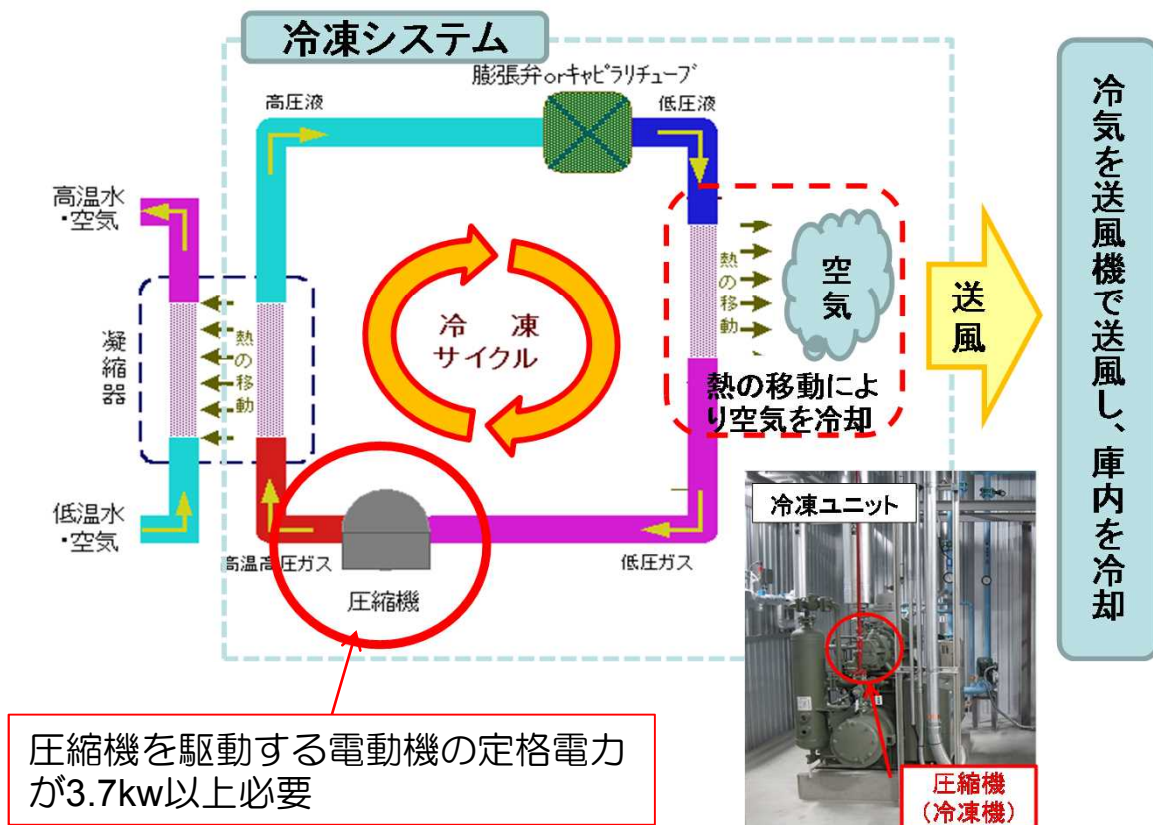 冷凍システム
膨張弁orキャピラリチューブ
高圧液
低圧液
高温水
・空気
熱の移動
空気
送風
冷気を送風機で送風し、庫内を冷却
冷 凍
サイクル
凝縮器
熱の移動
熱の移動によ
り空気を冷却
低温水
・空気
高温高圧ガス
低圧ガス
圧縮機
冷凍ユニット
圧縮機を駆動する電動機の定格電力
が3.7kw以上必要
圧縮機
（冷凍機）